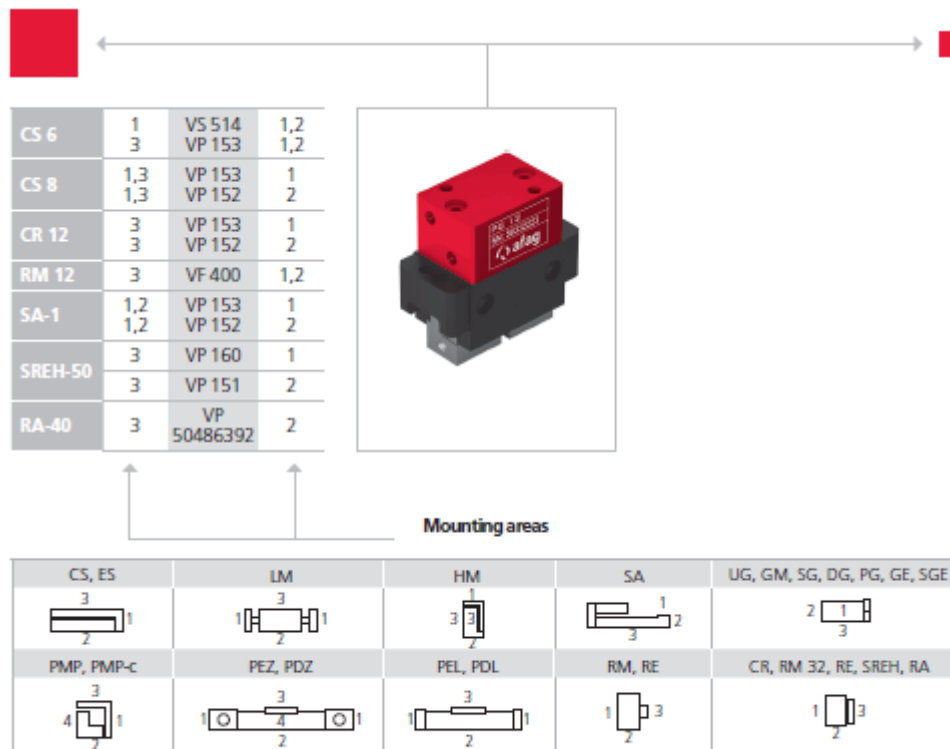 CS 6 1 VS 514 1,2
3 VP 153 1,2
CS 8 1,3 VP 153 1
1,3 VP 152 2
CR 12 3 VP 153 1
3 VP 152 2
RM 12 3 VF 400 1,2
SA-1 1,2 VP 153 1
1,2 VP 152 2
SREH-50 3 VP 160 1
3 VP 151 2
RA-40 3 VP 50486392 2
afag
Mounting areas
CS, ES LM HM SA UG, GM, SG, DG, PG, GE, SGE
3 1 2
3 1 1 2
1 3 3 2
1 2 3
2 1 3
PMP, PMP-c PEZ, PDZ PEL, PDL RM, RE CR, RM 32, RE, SREH, RA
3 4 1 2
3 1 4 1 2
3 1 1 2
1 3 2
1 3 2